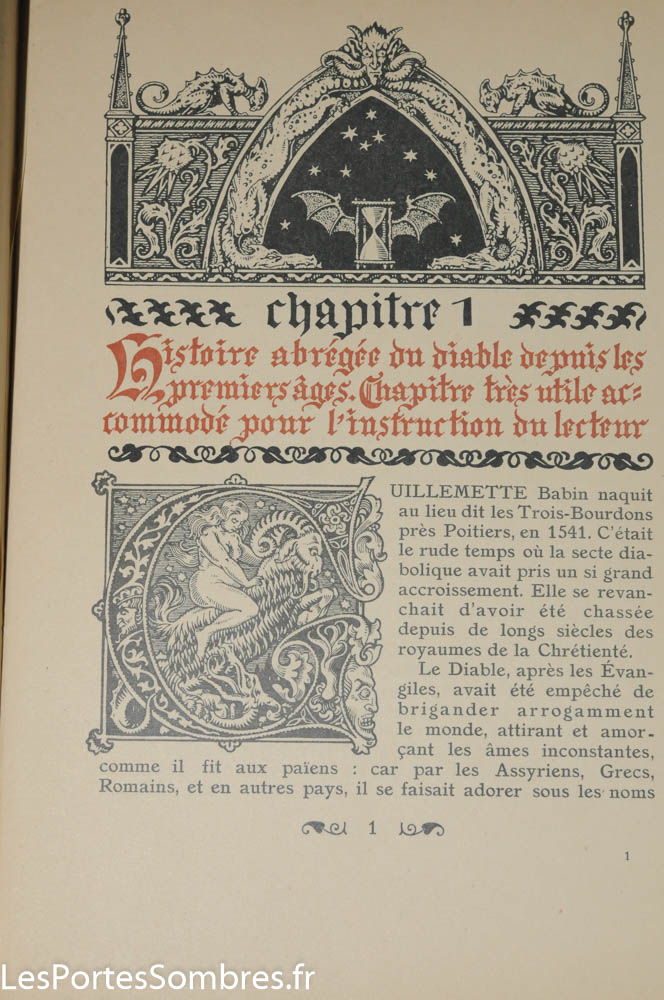 chapitre 1
Histoire abrégée du diable depuis les
premiers âges. Chapitre très utile ac=
commodé pour l'instruction du lecteur
GUILLEMETTE Babin naquit
au lieu dit les Trois-Bourdons
près Poitiers, en 1541. C'était
le rude temps où la secte dia-
bolique avait pris un si grand
accroissement. Elle se revan-
chait d'avoir été chassée
depuis de longs siècles des
royaumes de la Chrétienté.
Le Diable, après les Évan-
giles, avait été empêché de
brigander arrogamment
le monde, attirant et amor-
çant les âmes inconstantes,
comme il fit aux païens : car par les Assyriens, Grecs,
Romains, et en autres pays, il se faisait adorer sous les noms
1
1
LesPortesSombres.fr